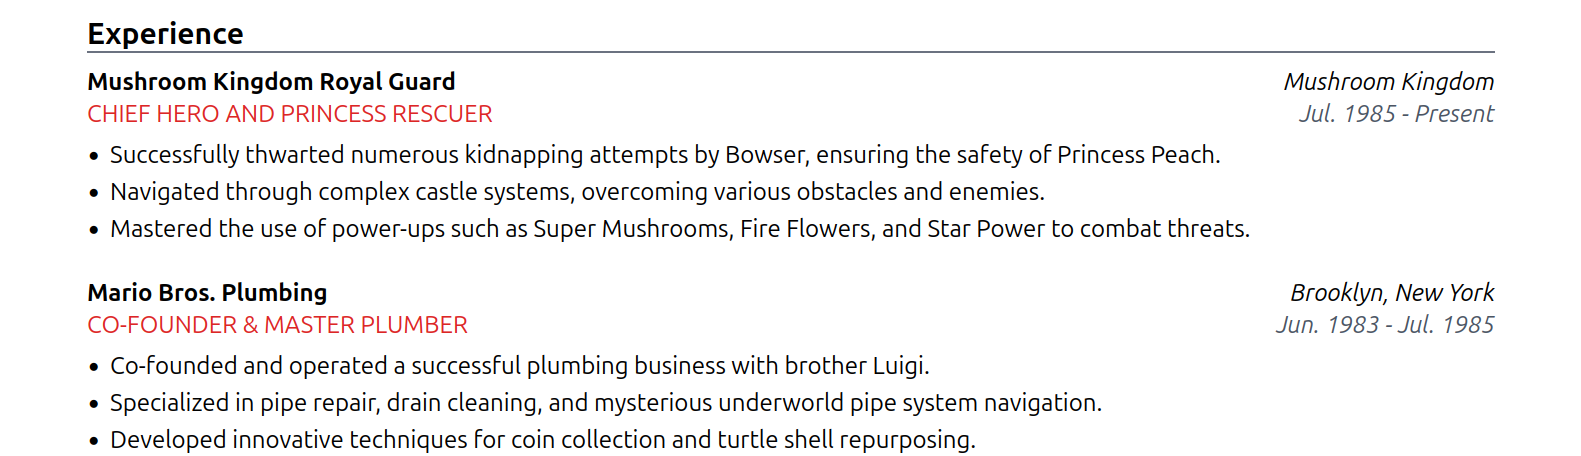 Experience
Mushroom Kingdom Royal Guard Mushroom Kingdom
CHIEF HERO AND PRINCESS RESCUER Jul. 1985 - Present
• Successfully thwarted numerous kidnapping attempts by Bowser, ensuring the safety of Princess Peach.
• Navigated through complex castle systems, overcoming various obstacles and enemies.
• Mastered the use of power-ups such as Super Mushrooms, Fire Flowers, and Star Power to combat threats.
Mario Bros. Plumbing Brooklyn, New York
CO-FOUNDER & MASTER PLUMBER Jun. 1983 - Jul. 1985
• Co-founded and operated a successful plumbing business with brother Luigi.
• Specialized in pipe repair, drain cleaning, and mysterious underworld pipe system navigation.
• Developed innovative techniques for coin collection and turtle shell repurposing.